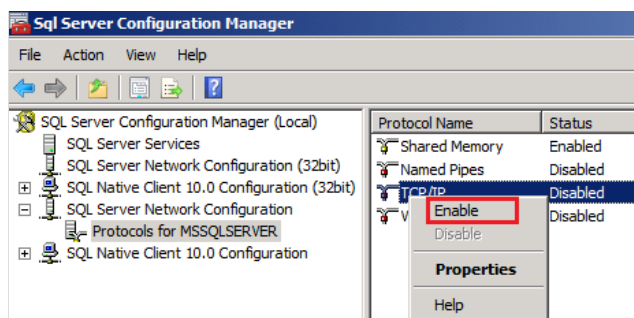 Sql Server Configuration Manager
File Action View Help
SQL Server Configuration Manager (Local)
SQL Server Services
SQL Server Network Configuration (32bit)
SQL Native Client 10.0 Configuration (32bit)
SQL Server Network Configuration
Protocols for MSSQLSERVER
SQL Native Client 10.0 Configuration
Protocol Name Status
Shared Memory Enabled
Named Pipes Disabled
TCP/IP Disabled
V Disabled
Enable
Disable
Properties
Help